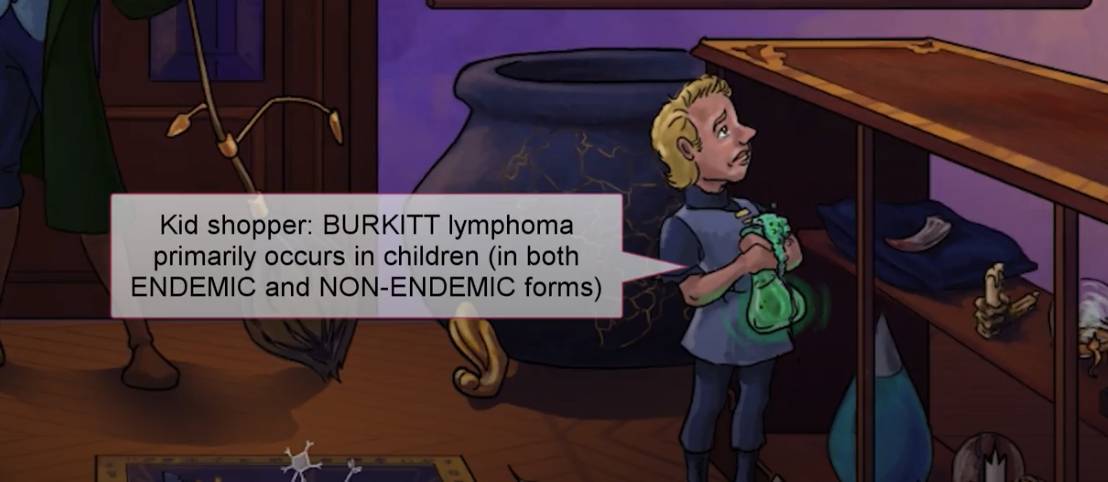 Kid shopper: BURKITT lymphoma
primarily occurs in children (in both
ENDEMIC and NON-ENDEMIC forms)